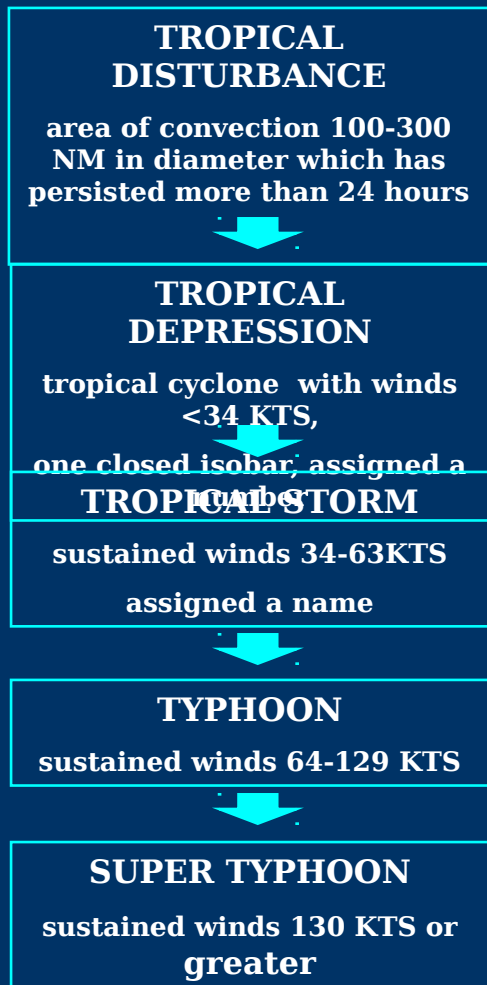 TROPICAL
DISTURBANCE
area of convection 100-300
NM in diameter which has
persisted more than 24 hours
TROPICAL
DEPRESSION
tropical cyclone with winds
<34 KTS,
one closed isobar, assigned a
number
TROPICAL STORM
sustained winds 34-63KTS
assigned a name
TYPHOON
sustained winds 64-129 KTS
SUPER TYPHOON
sustained winds 130 KTS or
greater